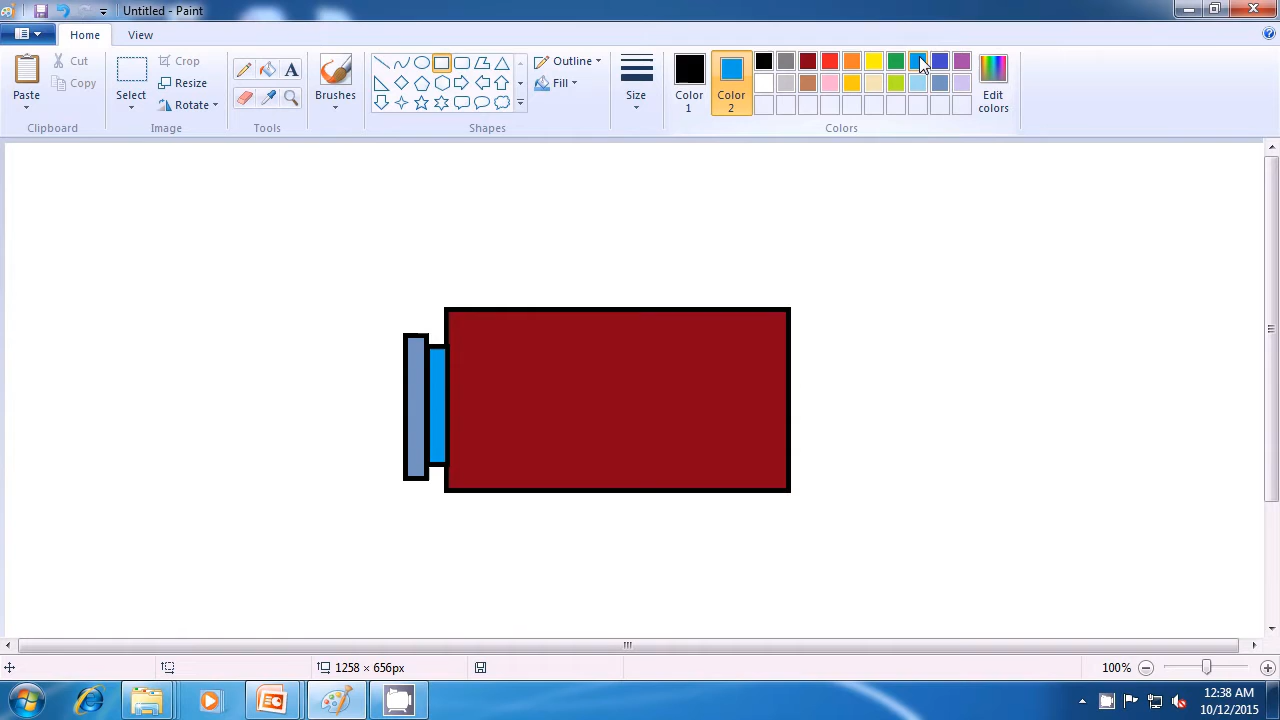 Untitled - Paint
Home View
Paste
Cut
Copy
Clipboard
Select
Crop
Resize
Rotate
Image
A
Tools
Brushes
Outline
Fill
Shapes
Size
Color 1
Color 2
Edit colors
Colors
1258 × 656px
100%
12:38 AM
10/12/2015